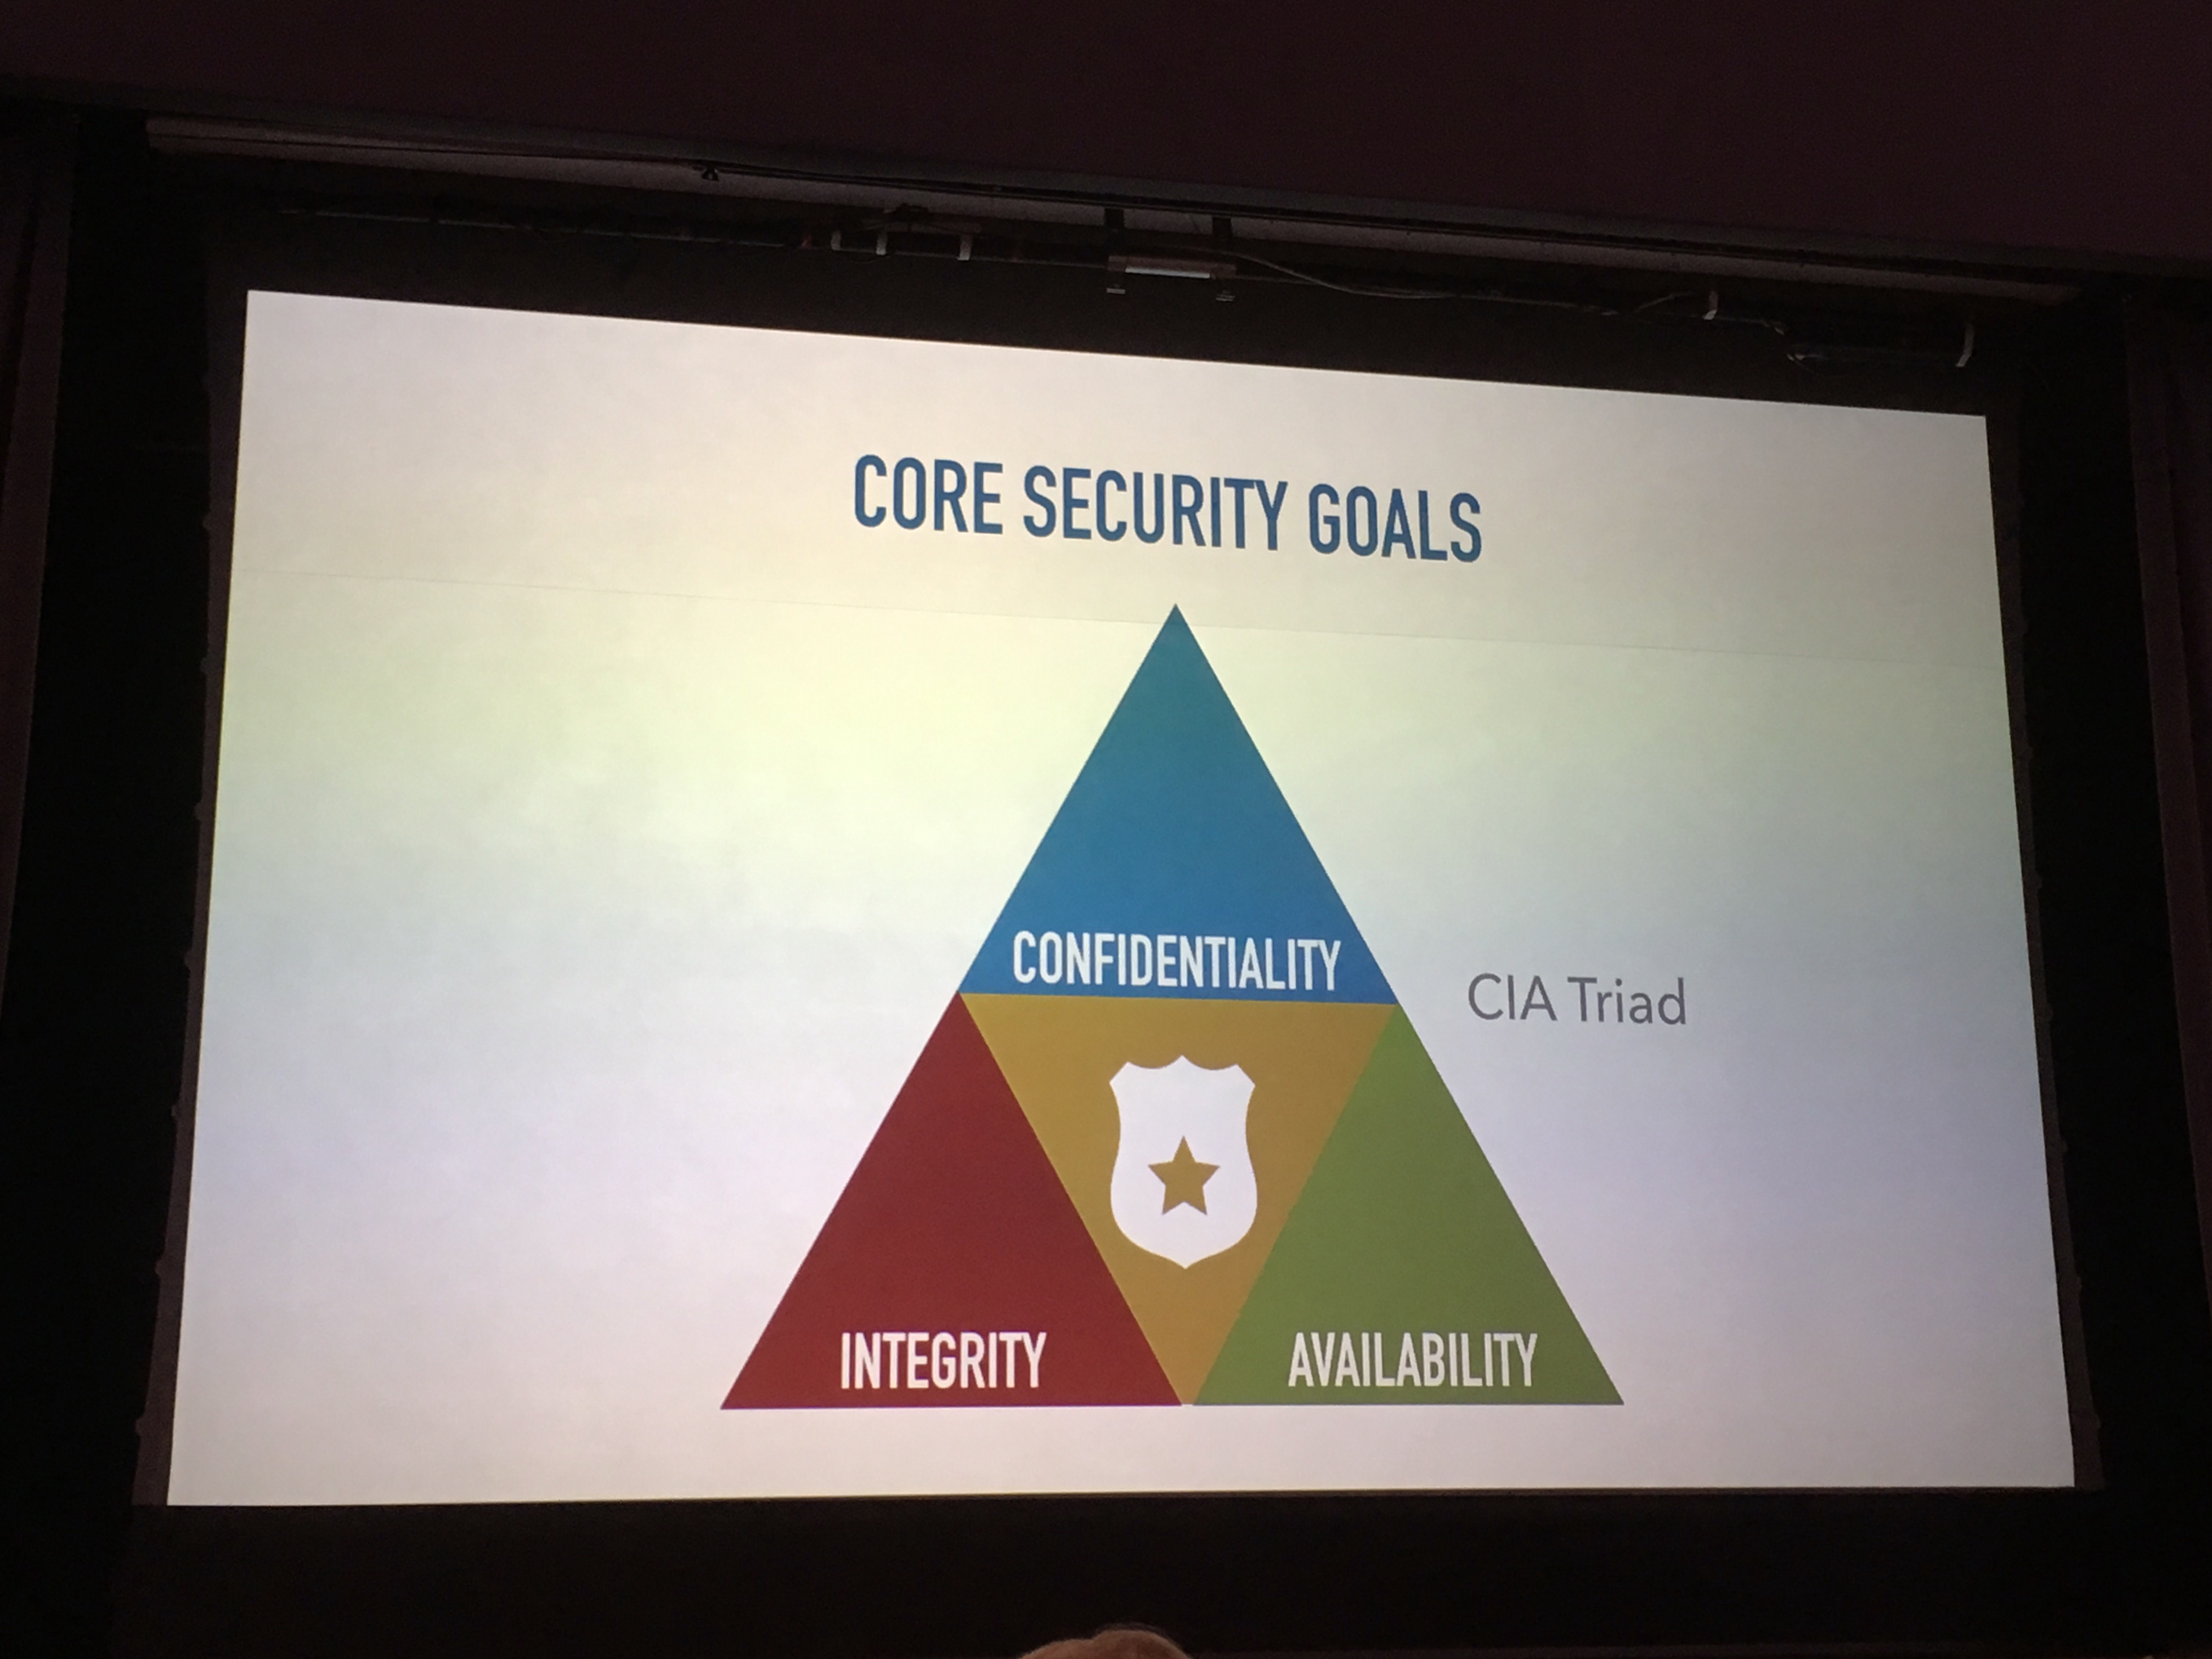 CORE SECURITY GOALS
CONFIDENTIALITY
CIA Triad
INTEGRITY
AVAILABILITY